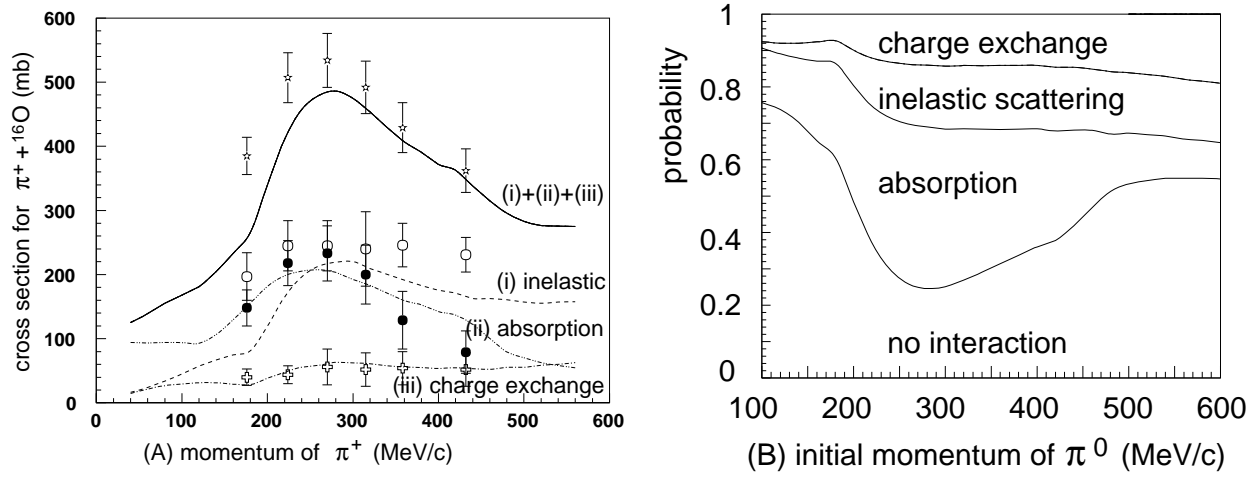 cross section for π⁺ + ¹⁶O (mb)
600
500
400
300
200
100
0
(i)+(ii)+(iii)
(i) inelastic
(ii) absorption
(iii) charge exchange
0 100 200 300 400 500 600
(A) momentum of π⁺ (MeV/c)
probability
1
0.8
0.6
0.4
0.2
0
charge exchange
inelastic scattering
absorption
no interaction
100 200 300 400 500 600
(B) initial momentum of π⁰ (MeV/c)